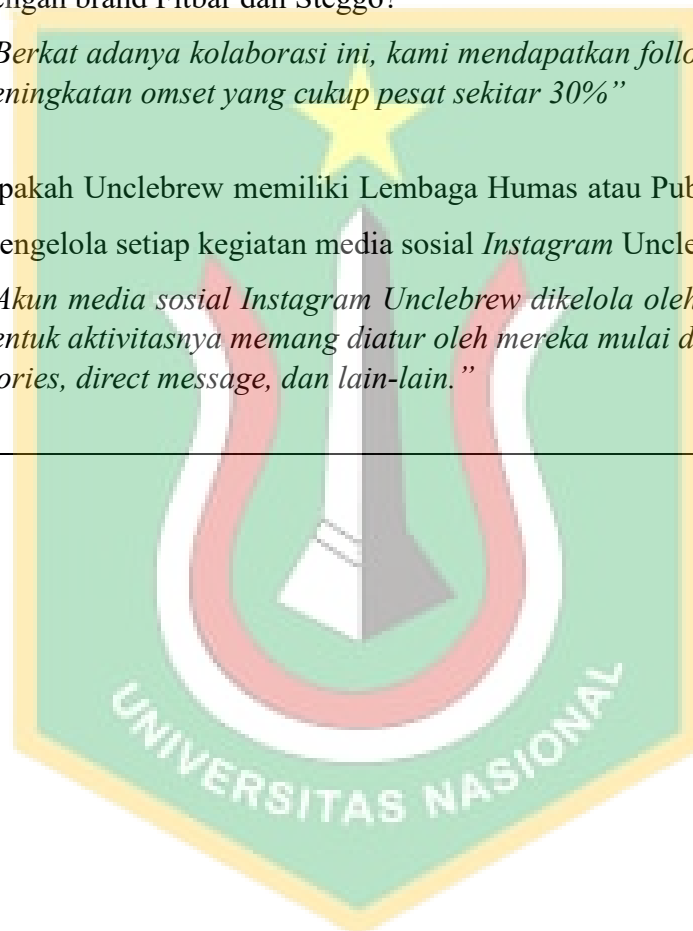 engan brand Fitbar dan Steggo?
Berkat adanya kolaborasi ini, kami mendapatkan follo
eningkatan omset yang cukup pesat sekitar 30%”
pakah Unclebrew memiliki Lembaga Humas atau Pub
engelola setiap kegiatan media sosial Instagram Uncle
Akun media sosial Instagram Unclebrew dikelola oleh
entuk aktivitasnya memang diatur oleh mereka mulai d
ories, direct message, dan lain-lain.”
UNIVERSITAS NASIONAL